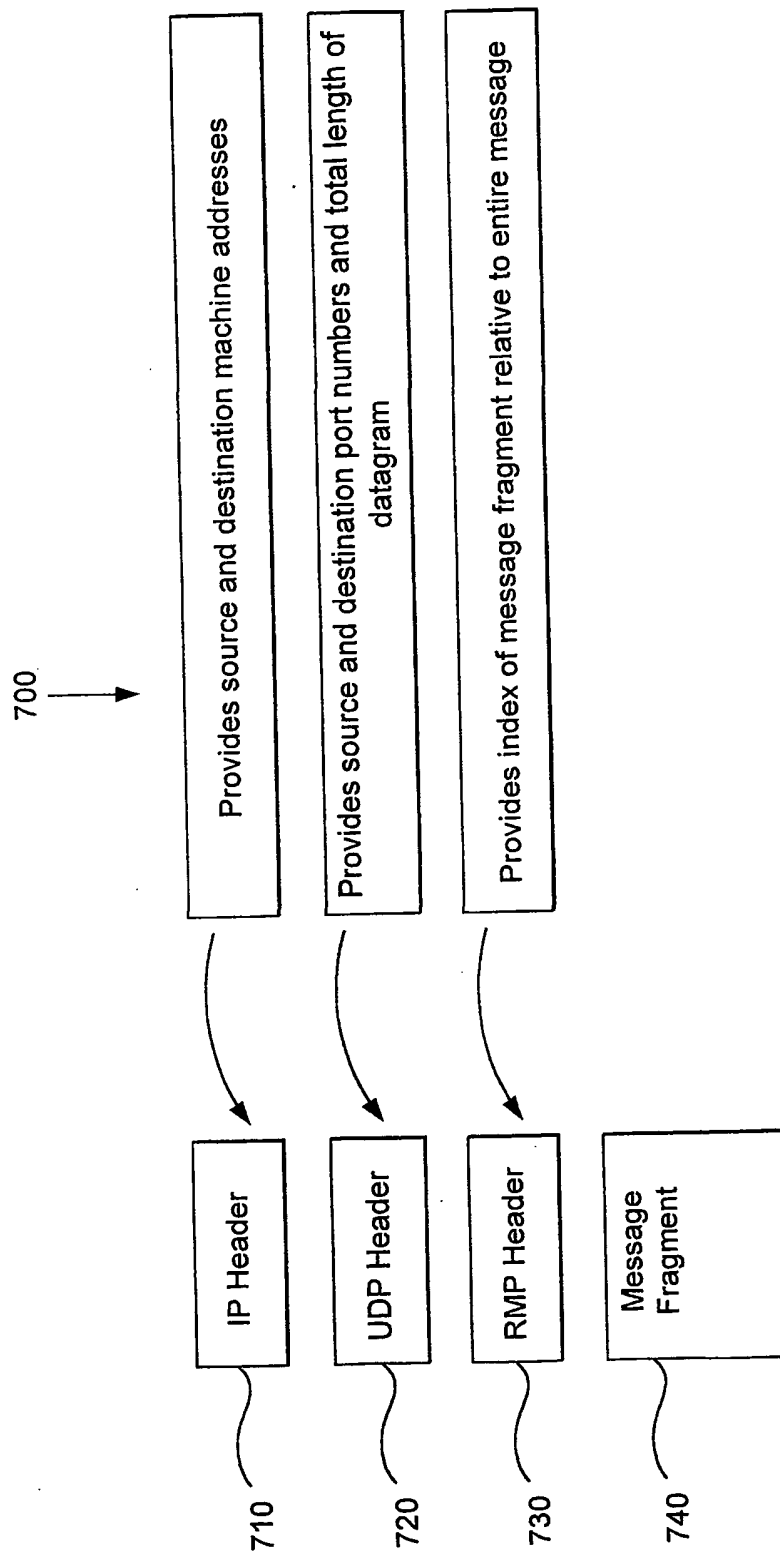 700
710
IP Header
Provides source and destination machine addresses
720
UDP Header
Provides source and destination port numbers and total length of
datagram
730
RMP Header
Provides index of message fragment relative to entire message
740
Message
Fragment